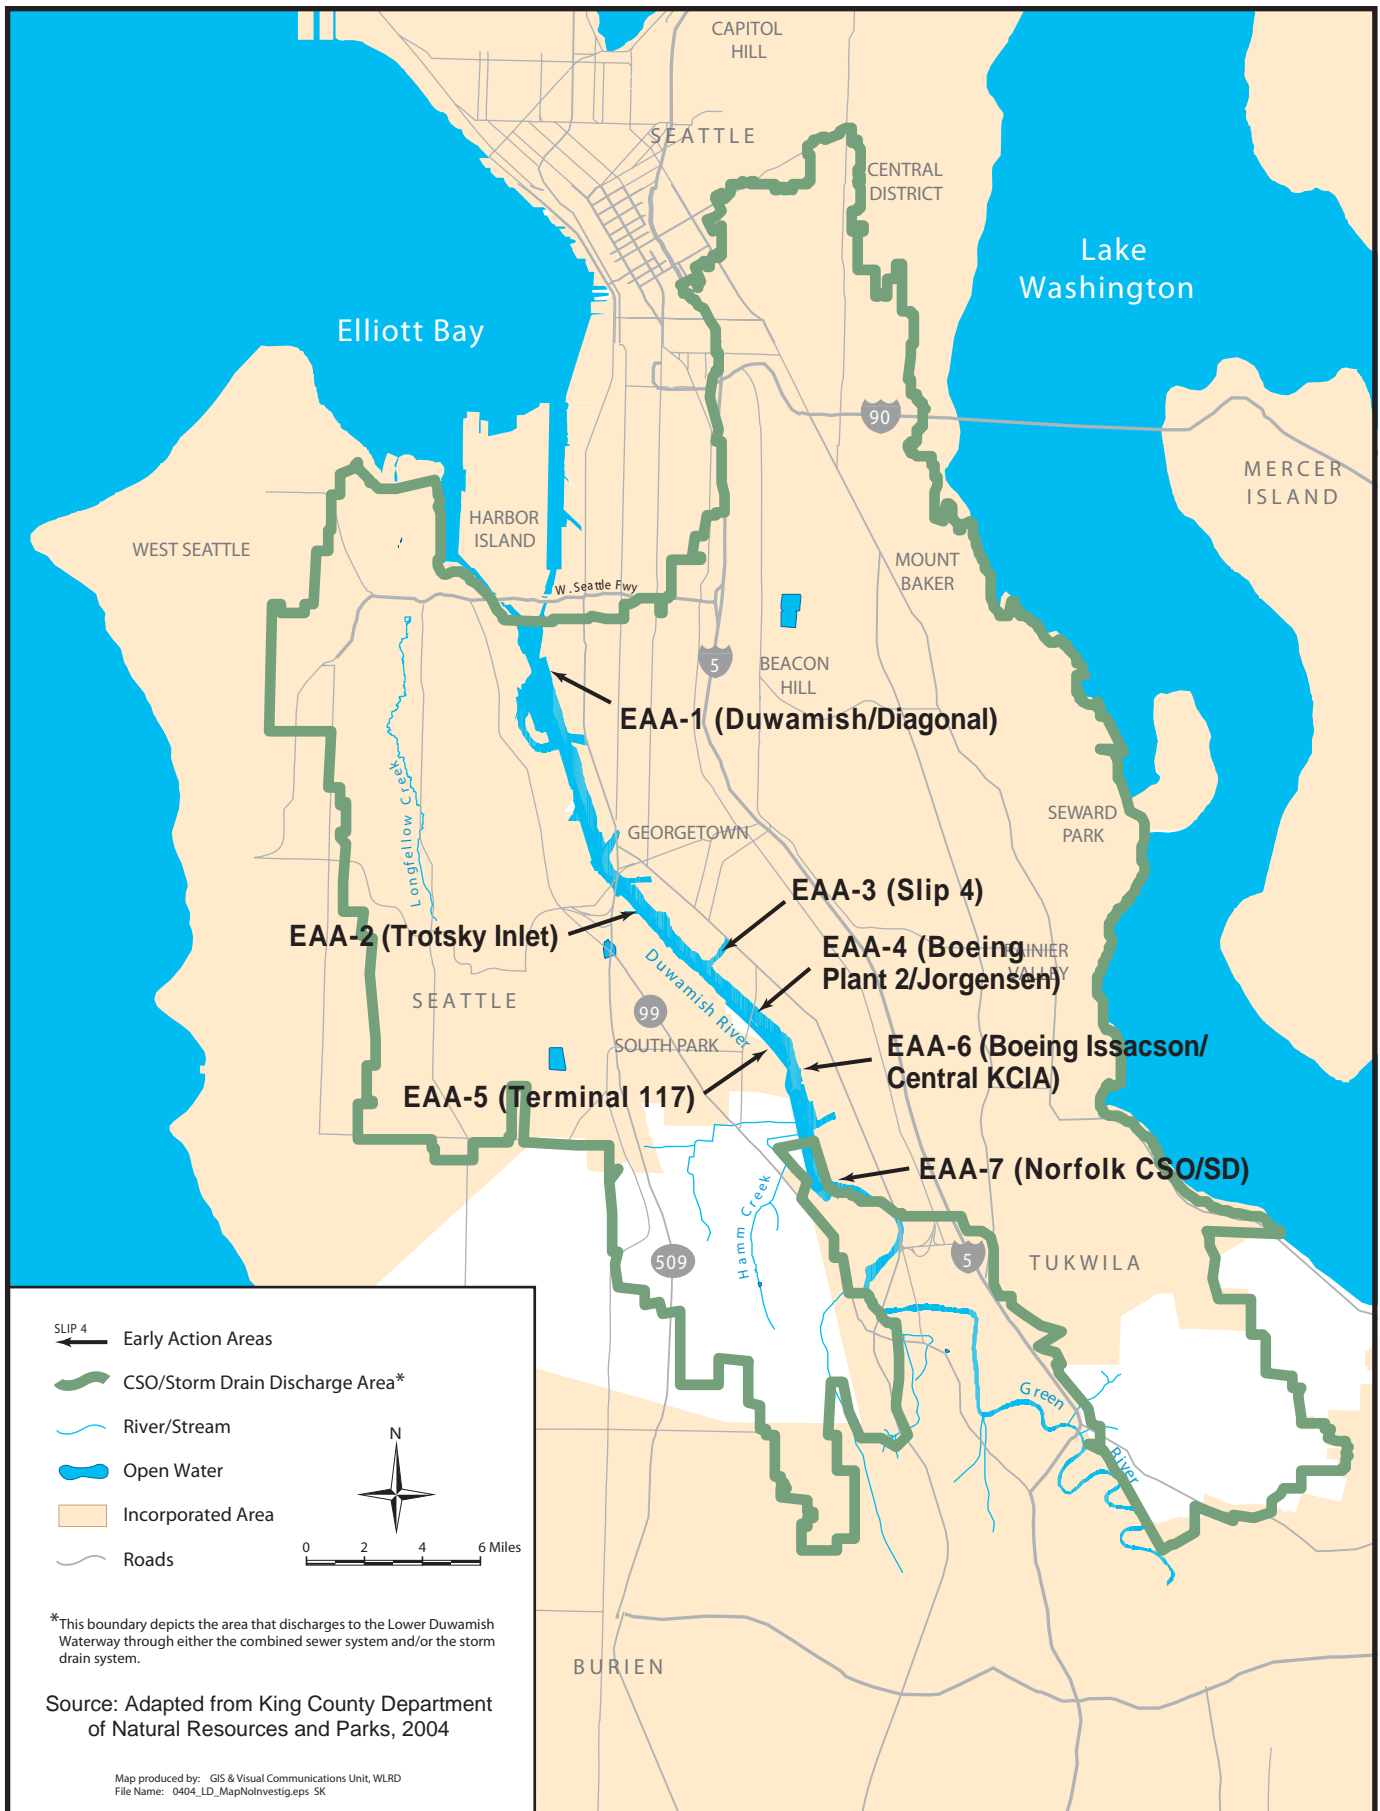 CAPITOL
HILL
SEATTLE
CENTRAL
DISTRICT
Lake
Washington
Elliott Bay
90
MERCER
ISLAND
HARBOR
ISLAND
WEST SEATTLE
MOUNT
BAKER
W. Seattle Fwy
5
BEACON
HILL
EAA-1 (Duwamish/Diagonal)
Longfellow Creek
SEWARD
PARK
GEORGETOWN
EAA-3 (Slip 4)
EAA-2 (Trotsky Inlet)
EAA-4 (Boeing
Plant 2/Jorgensen)
RAINIER
VALLEY
Duwamish River
SEATTLE
99
SOUTH PARK
EAA-6 (Boeing Issacson/
Central KCIA)
EAA-5 (Terminal 117)
EAA-7 (Norfolk CSO/SD)
Hamm Creek
509
5
TUKWILA
Green
River
BURIEN
SLIP 4
Early Action Areas
CSO/Storm Drain Discharge Area*
River/Stream
Open Water
Incorporated Area
Roads
N
0 2 4 6 Miles
*This boundary depicts the area that discharges to the Lower Duwamish
Waterway through either the combined sewer system and/or the storm
drain system.
Source: Adapted from King County Department
of Natural Resources and Parks, 2004
Map produced by: GIS & Visual Communications Unit, WLRD
File Name: 0404_LD_MapNoInvestig.eps SK